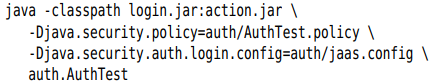 java -classpath login.jar:action.jar \
-Djava.security.policy=auth/AuthTest.policy \
-Djava.security.auth.login.config=auth/jaas.config \
auth.AuthTest